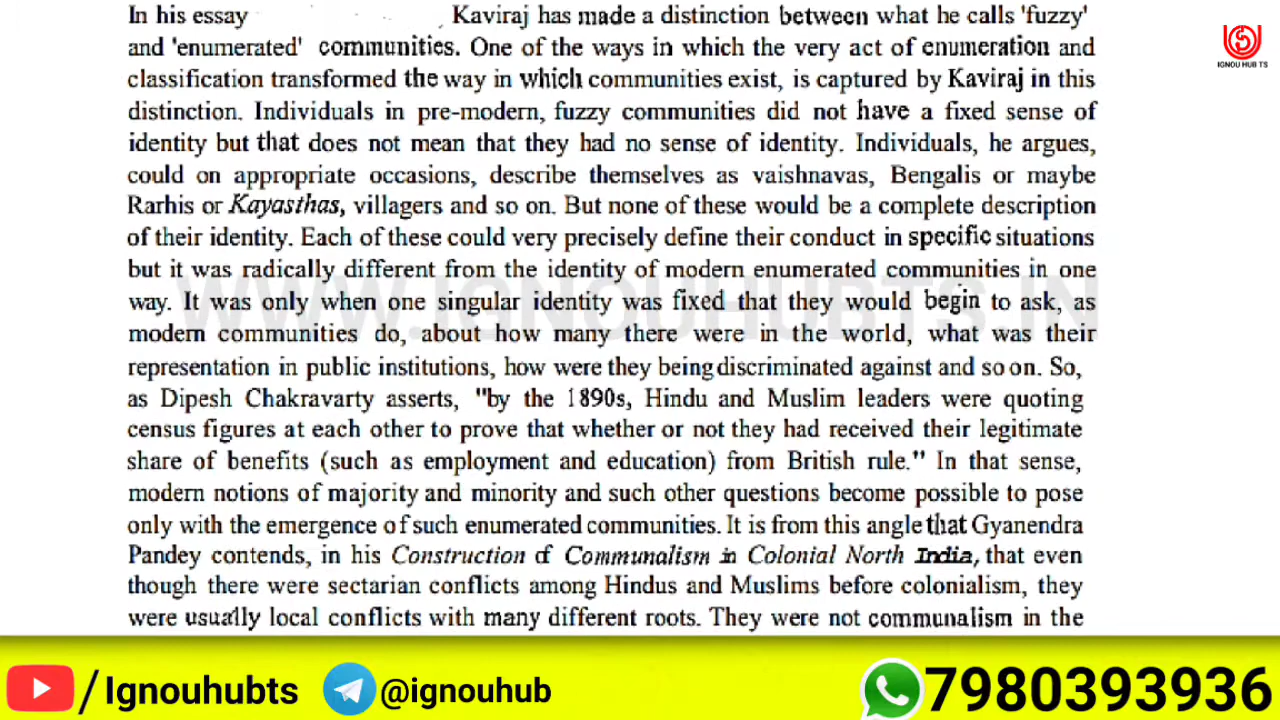 In his essay Kaviraj has made a distinction between what he calls 'fuzzy'
and 'enumerated' communities. One of the ways in which the very act of enumeration and
classification transformed the way in which communities exist, is captured by Kaviraj in this
distinction. Individuals in pre-modern, fuzzy communities did not have a fixed sense of
identity but that does not mean that they had no sense of identity. Individuals, he argues,
could on appropriate occasions, describe themselves as vaishnavas, Bengalis or maybe
Rarhis or Kayasthas, villagers and so on. But none of these would be a complete description
of their identity. Each of these could very precisely define their conduct in specific situations
but it was radically different from the identity of modern enumerated communities in one
way. It was only when one singular identity was fixed that they would begin to ask, as
modern communities do, about how many there were in the world, what was their
representation in public institutions, how were they being discriminated against and so on. So,
as Dipesh Chakravarty asserts, "by the 1890s, Hindu and Muslim leaders were quoting
census figures at each other to prove that whether or not they had received their legitimate
share of benefits (such as employment and education) from British rule." In that sense,
modern notions of majority and minority and such other questions become possible to pose
only with the emergence of such enumerated communities. It is from this angle that Gyanendra
Pandey contends, in his Construction of Communalism in Colonial North India, that even
though there were sectarian conflicts among Hindus and Muslims before colonialism, they
were usually local conflicts with many different roots. They were not communalism in the
WWW.IGNOUHUBTS.IN
IGNOU HUB TS
/Ignouhubts
@ignouhub
7980393936